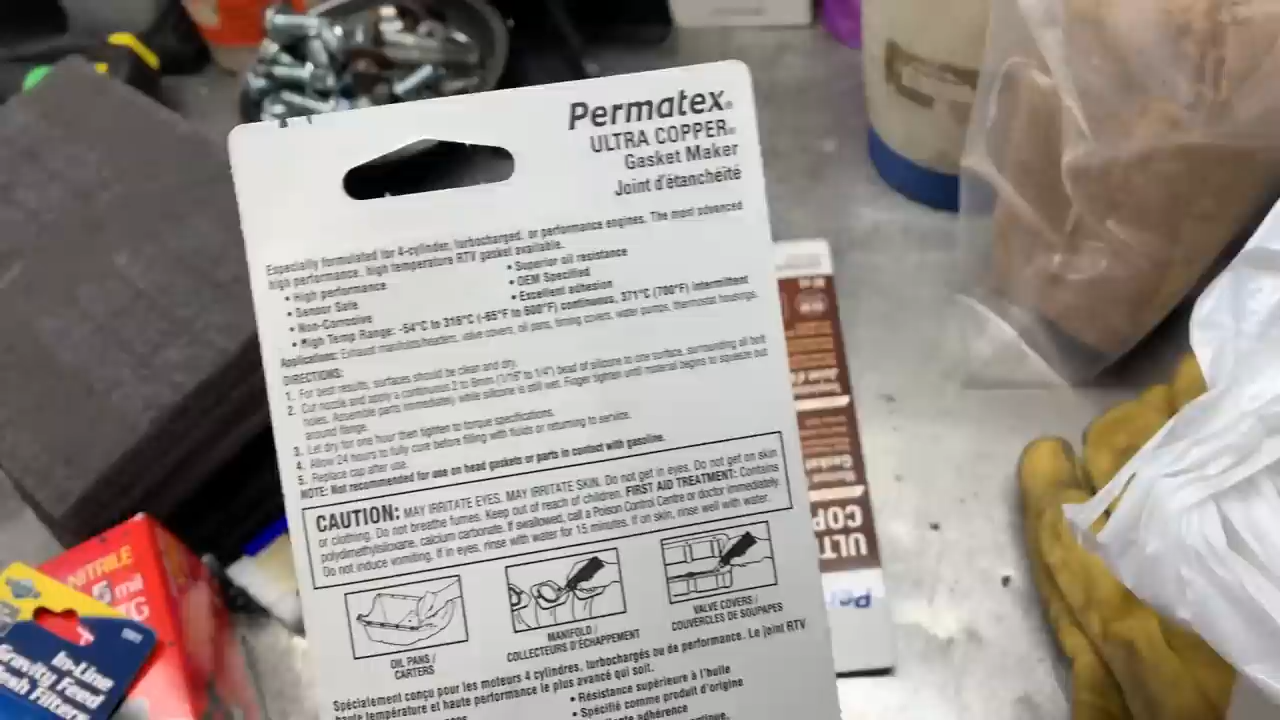 Permatex®
ULTRA COPPER®
Gasket Maker
Joint d'étanchéité
Especially formulated for 4-cylinder, turbocharged, or performance engines. The most advanced
high performance, high temperature RTV gasket available.
• High performance
• Sensor Safe
• Non-Corrosive
• Superior oil resistance
• OEM Specified
• Excellent adhesion
• High Temp Range: -54°C to 316°C (-65°F to 600°F) continuous, 371°C (700°F) intermittent
Applications: Exhaust manifolds/headers, valve covers, oil pans, timing covers, water pumps, thermostat housings.
DIRECTIONS:
1. For best results, surfaces should be clean and dry.
2. Cut nozzle and apply a continuous 2 to 6mm (1/16" to 1/4") bead of silicone to one surface, surrounding all bolt
holes. Assemble parts immediately while silicone is still wet. Finger tighten until material begins to squeeze out
around flange.
3. Let dry for one hour then tighten to torque specifications.
4. Allow 24 hours to fully cure before filling with fluids or returning to service.
5. Replace cap after use.
NOTE: Not recommended for use on head gaskets or parts in contact with gasoline.
CAUTION: MAY IRRITATE EYES. MAY IRRITATE SKIN. Do not get in eyes. Do not get on skin
or clothing. Do not breathe fumes. Keep out of reach of children. FIRST AID TREATMENT: Contains
polydimethylsiloxane, calcium carbonate. If swallowed, call a Poison Control Centre or doctor immediately.
Do not induce vomiting. If in eyes, rinse with water for 15 minutes. If on skin, rinse well with water.
OIL PANS /
CARTERS
MANIFOLD /
COLLECTEURS D'ÉCHAPPEMENT
VALVE COVERS /
COUVERCLES DE SOUPAPES
Spécialement conçu pour les moteurs 4 cylindres, turbochargés ou de performance. Le joint RTV
haute température et haute performance le plus avancé qui soit.
• Résistance supérieure à l'huile
• Spécifié comme produit d'origine
adhérence
NITRILE
5 mil
In-Line
Gravity Feed
Mesh Filters
ULT
COP
Pe